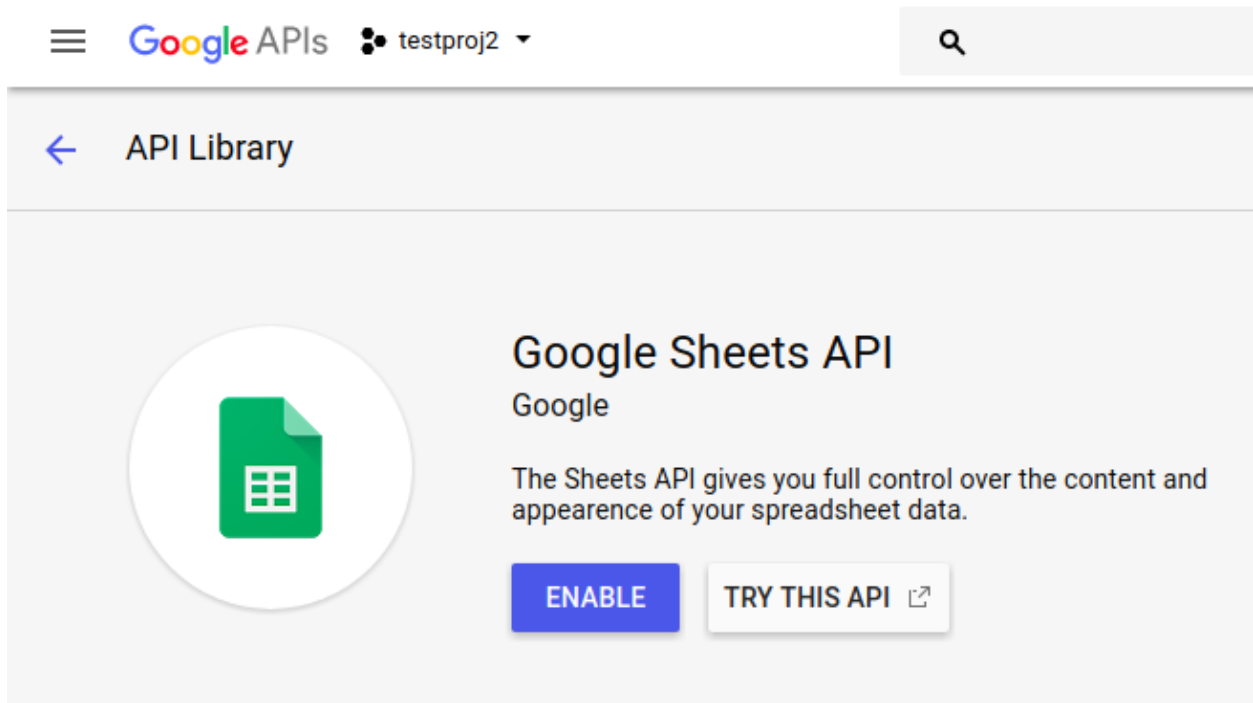 Google APIs testproj2
API Library
Google Sheets API
Google
The Sheets API gives you full control over the content and
appearence of your spreadsheet data.
ENABLE TRY THIS API